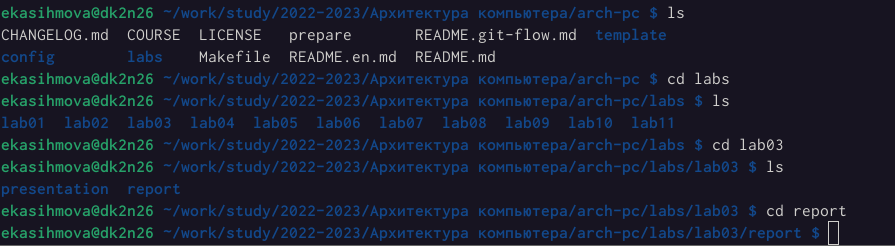 ekasihmova@dk2n26 ~/work/study/2022-2023/Архитектура компьютера/arch-pc $ ls
CHANGELOG.md COURSE LICENSE prepare README.git-flow.md template
config labs Makefile README.en.md README.md
ekasihmova@dk2n26 ~/work/study/2022-2023/Архитектура компьютера/arch-pc $ cd labs
ekasihmova@dk2n26 ~/work/study/2022-2023/Архитектура компьютера/arch-pc/labs $ ls
lab01 lab02 lab03 lab04 lab05 lab06 lab07 lab08 lab09 lab10 lab11
ekasihmova@dk2n26 ~/work/study/2022-2023/Архитектура компьютера/arch-pc/labs $ cd lab03
ekasihmova@dk2n26 ~/work/study/2022-2023/Архитектура компьютера/arch-pc/labs/lab03 $ ls
presentation report
ekasihmova@dk2n26 ~/work/study/2022-2023/Архитектура компьютера/arch-pc/labs/lab03 $ cd report
ekasihmova@dk2n26 ~/work/study/2022-2023/Архитектура компьютера/arch-pc/labs/lab03/report $